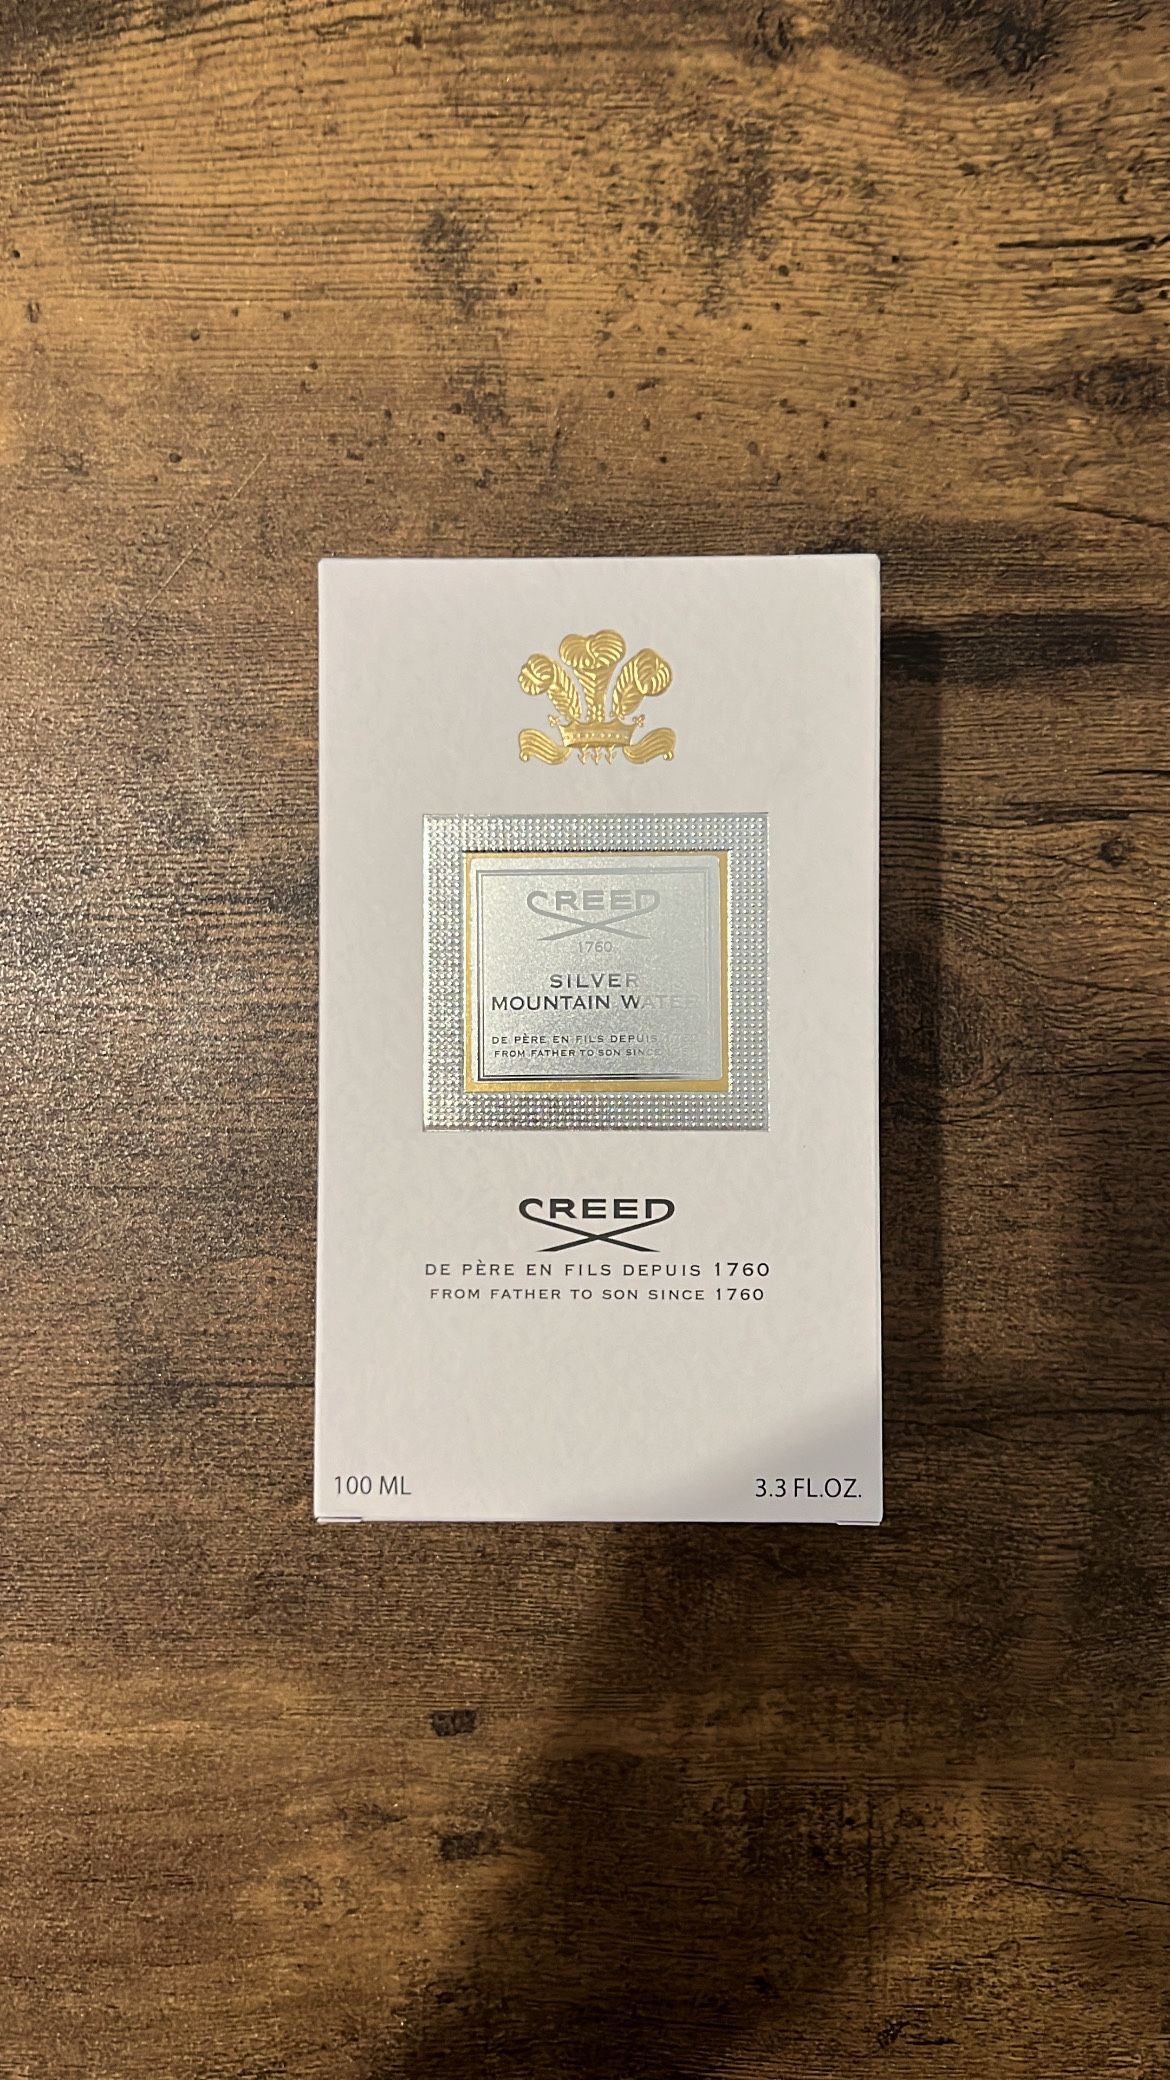 CREED
1760
SILVER
MOUNTAIN WATER
DE PÈRE EN FILS DEPUIS 1760
FROM FATHER TO SON SINCE
CREED
DE PÈRE EN FILS DEPUIS 1760
FROM FATHER TO SON SINCE 1760
100 ML
3.3 FL.OZ.